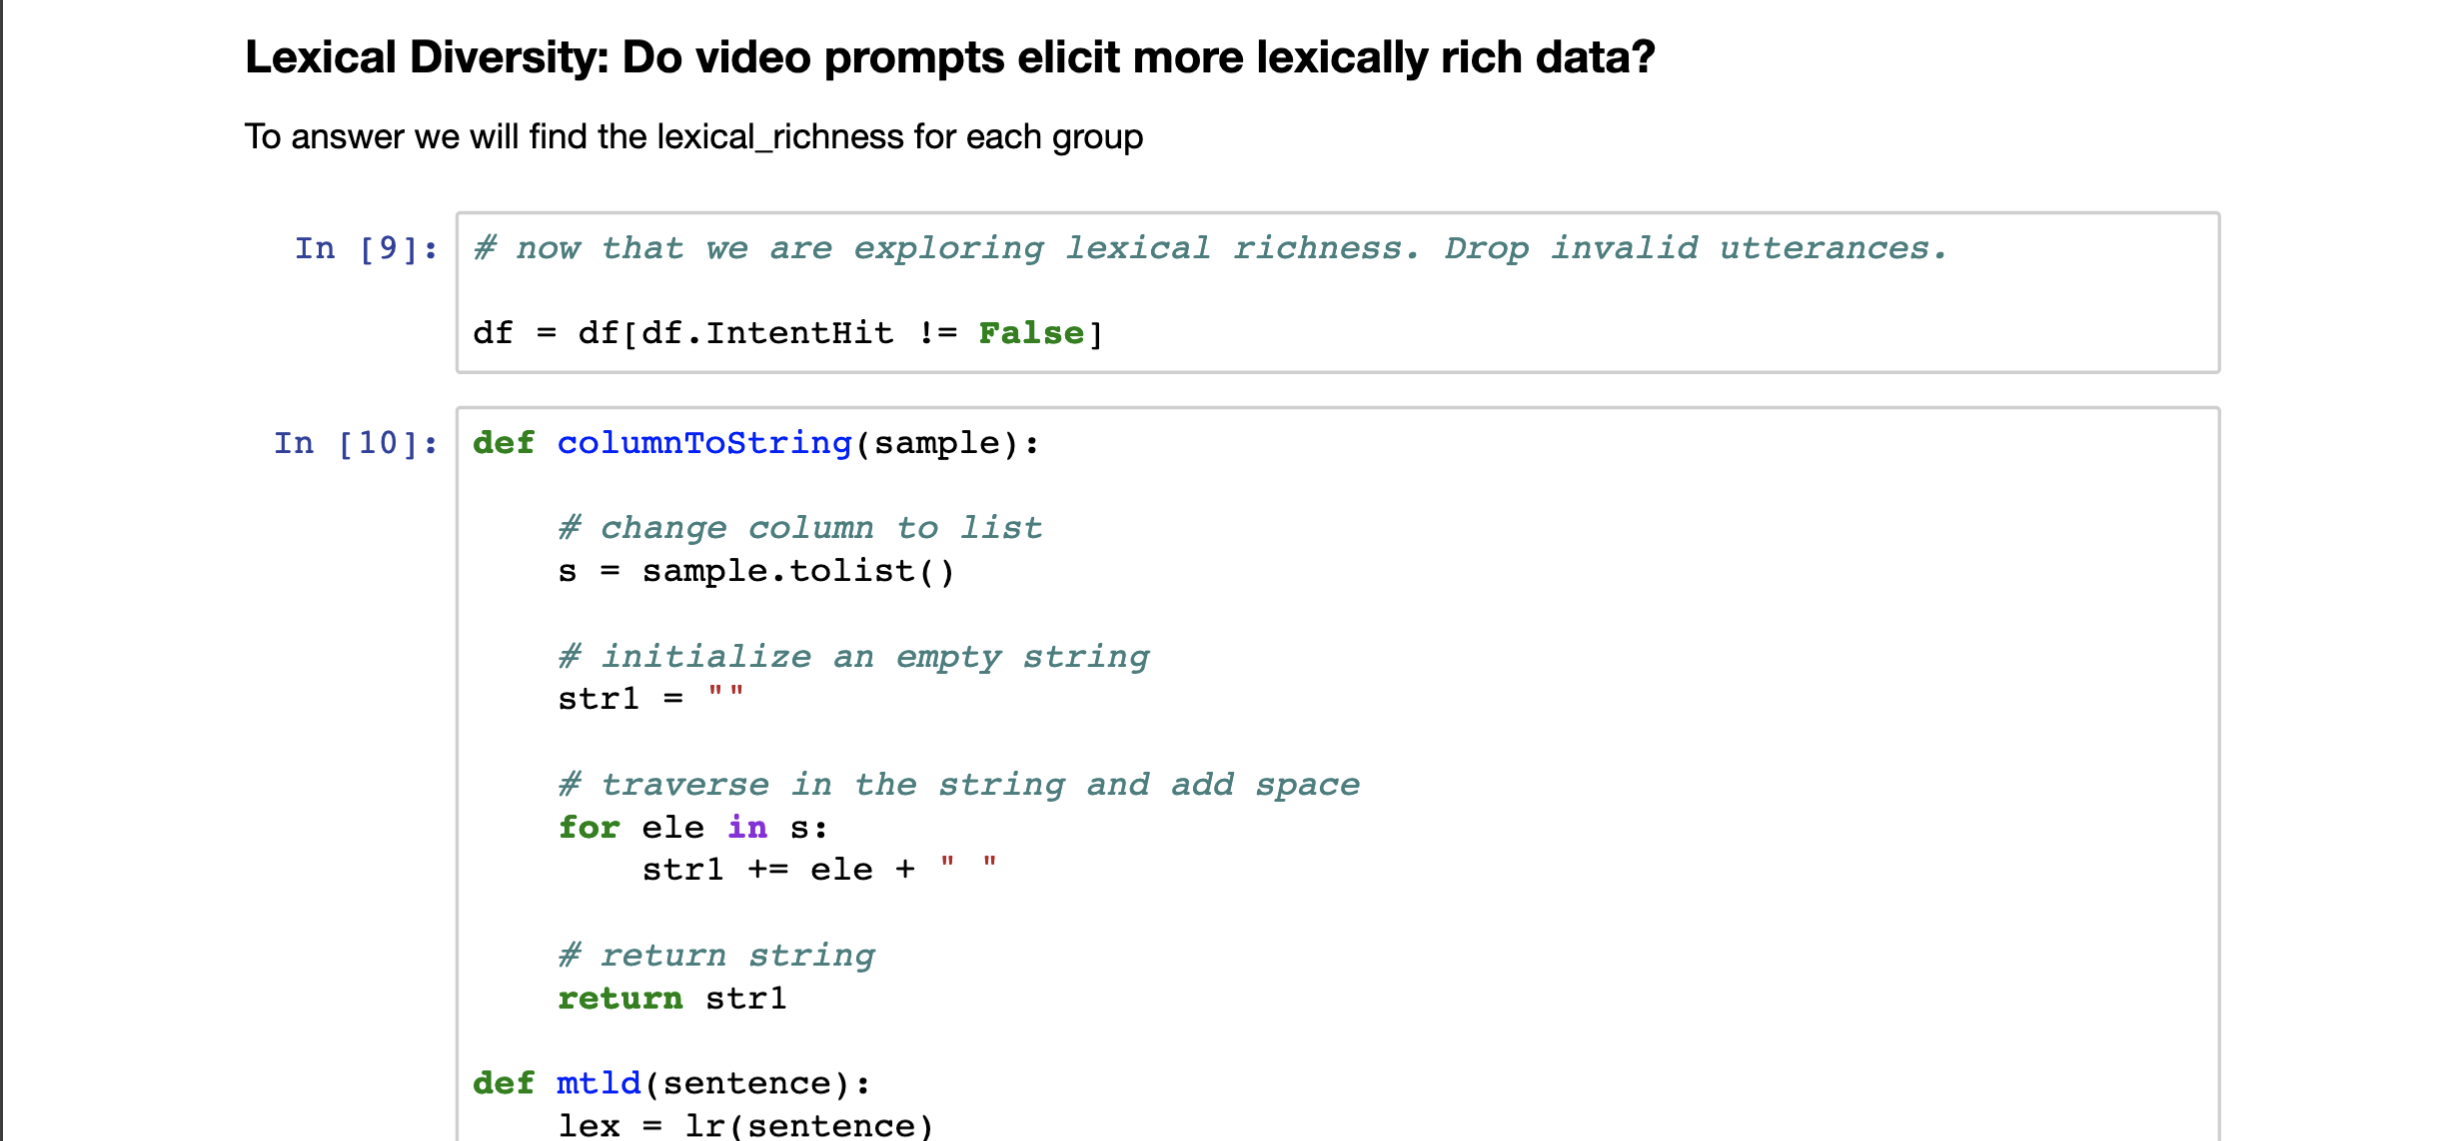 Lexical Diversity: Do video prompts elicit more lexically rich data?
To answer we will find the lexical_richness for each group
In [9]: # now that we are exploring lexical richness. Drop invalid utterances.
df = df[df.IntentHit != False]
In [10]: def columnToString(sample):
# change column to list
s = sample.tolist()
# initialize an empty string
str1 = ""
# traverse in the string and add space
for ele in s:
str1 += ele + " "
# return string
return str1
def mtld(sentence):
lex = lr(sentence)